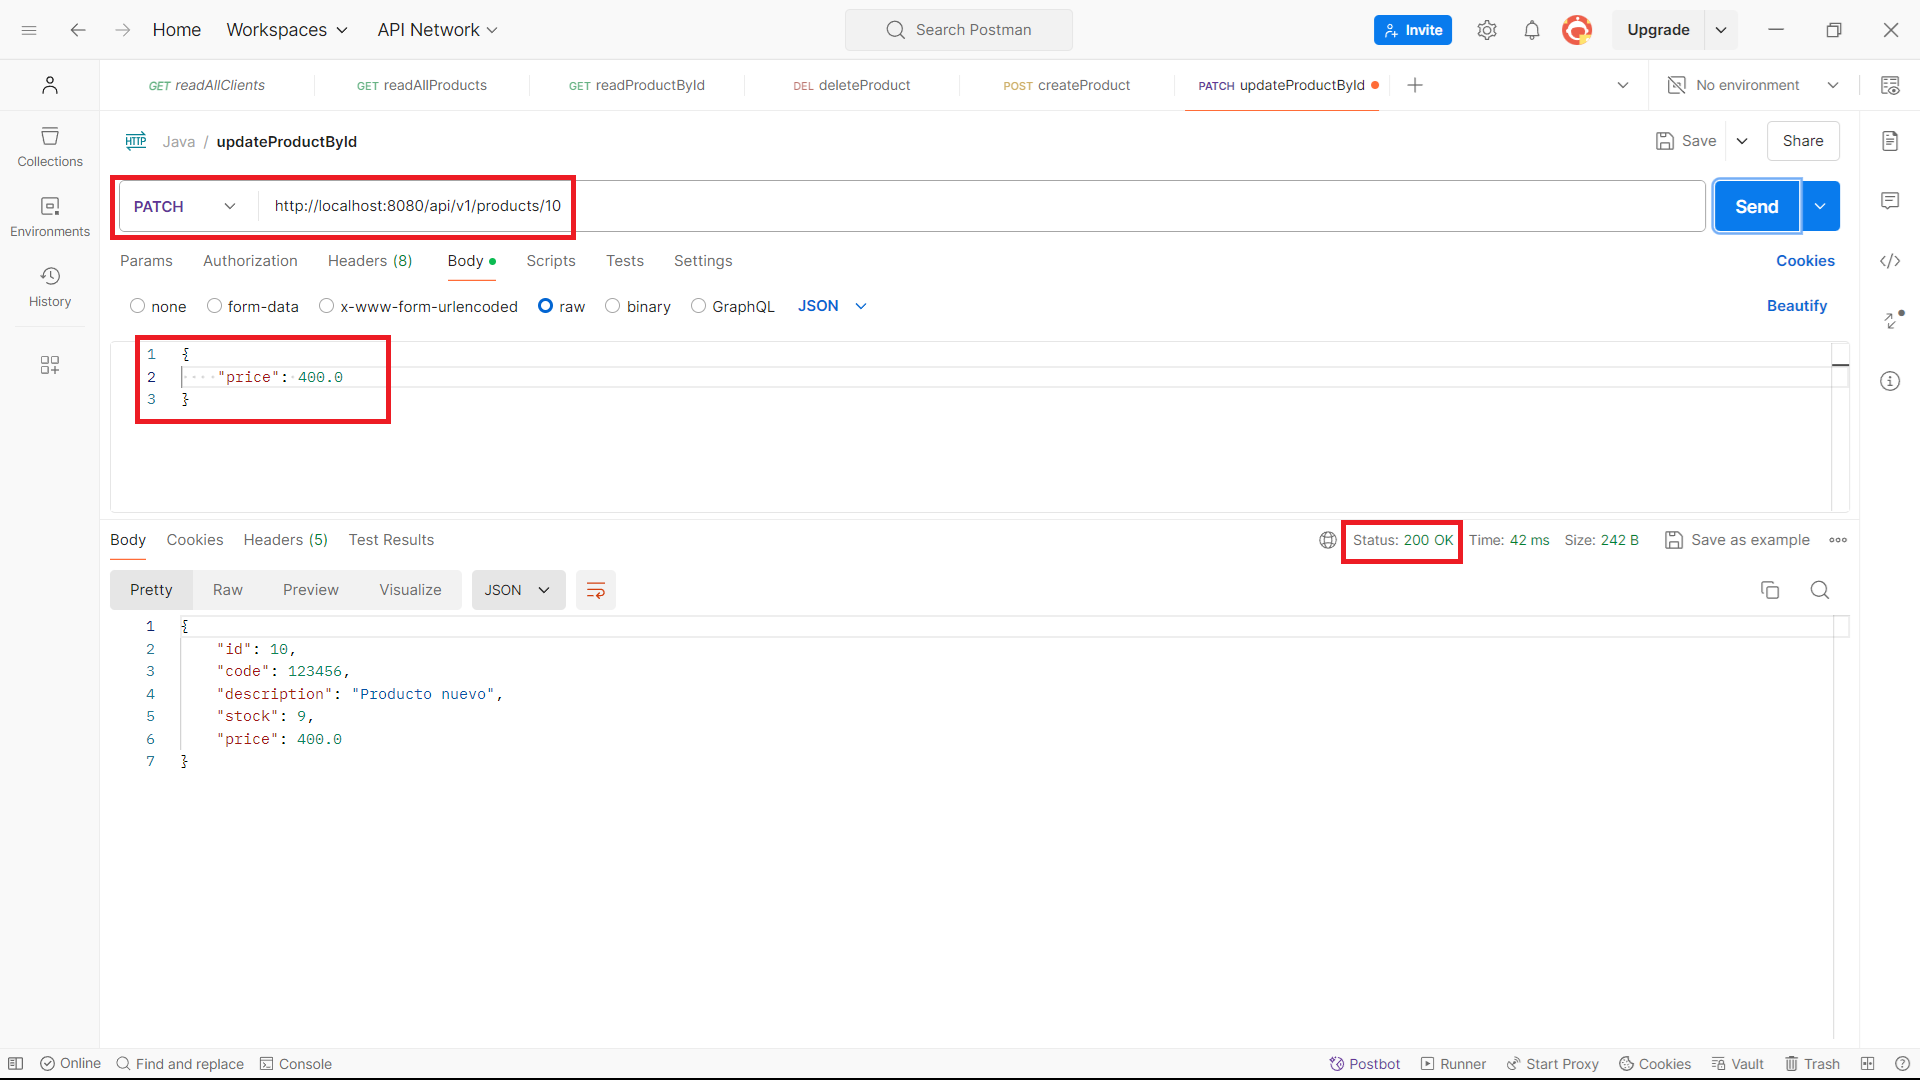 Home Workspaces API Network Search Postman Invite Upgrade
GET readAllClients GET readAllProducts GET readProductById DEL deleteProduct POST createProduct PATCH updateProductById No environment
HTTP Java / updateProductById Save Share
PATCH http://localhost:8080/api/v1/products/10 Send
Params Authorization Headers (8) Body Scripts Tests Settings Cookies
none form-data x-www-form-urlencoded raw binary GraphQL JSON Beautify
1 {
2 "price": 400.0
3 }
Collections
Environments
History
Body Cookies Headers (5) Test Results Status: 200 OK Time: 42 ms Size: 242 B Save as example
Pretty Raw Preview Visualize JSON
1 {
2 "id": 10,
3 "code": 123456,
4 "description": "Producto nuevo",
5 "stock": 9,
6 "price": 400.0
7 }
Online Find and replace Console Postbot Runner Start Proxy Cookies Vault Trash